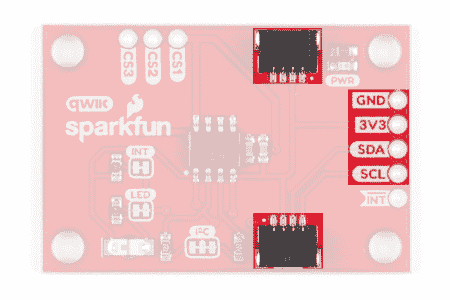 CS3 CS2 CS1
PWR
qwiic
GND
sparkfun
3V3
INT
SDA
SCL
LED
INT
I²C